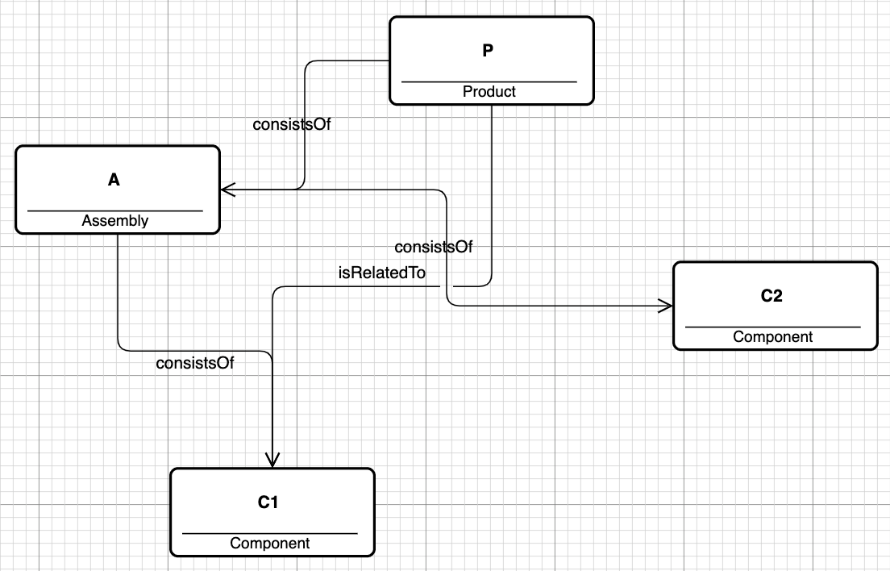 P
Product
consistsOf
A
Assembly
consistsOf
isRelatedTo
C2
Component
consistsOf
C1
Component